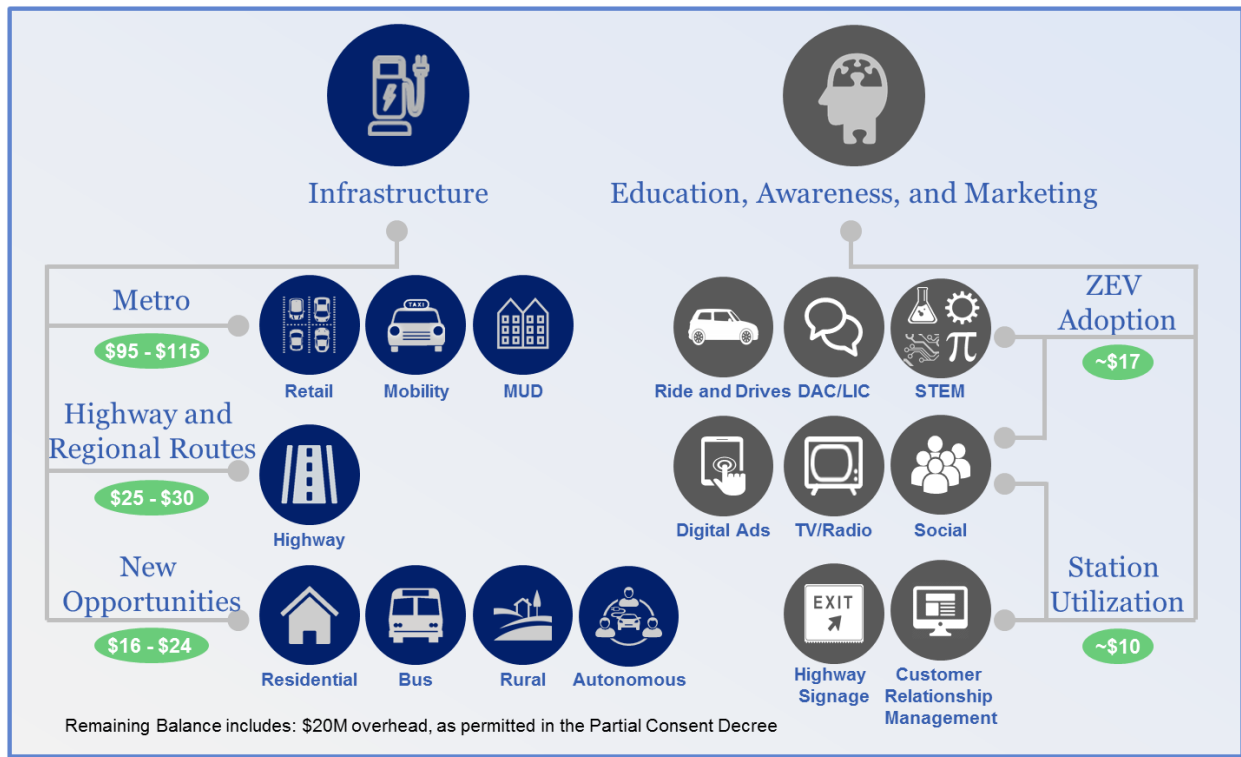 Infrastructure
Education, Awareness, and Marketing
Metro
$95 - $115
TAXI
Retail
Mobility
MUD
Highway and
Regional Routes
$25 - $30
Highway
New
Opportunities
$16 - $24
Residential
Bus
Rural
Autonomous
π
Ride and Drives
DAC/LIC
STEM
ZEV
Adoption
~$17
Digital Ads
TV/Radio
Social
EXIT
Highway
Signage
Customer
Relationship
Management
Station
Utilization
~$10
Remaining Balance includes: $20M overhead, as permitted in the Partial Consent Decree